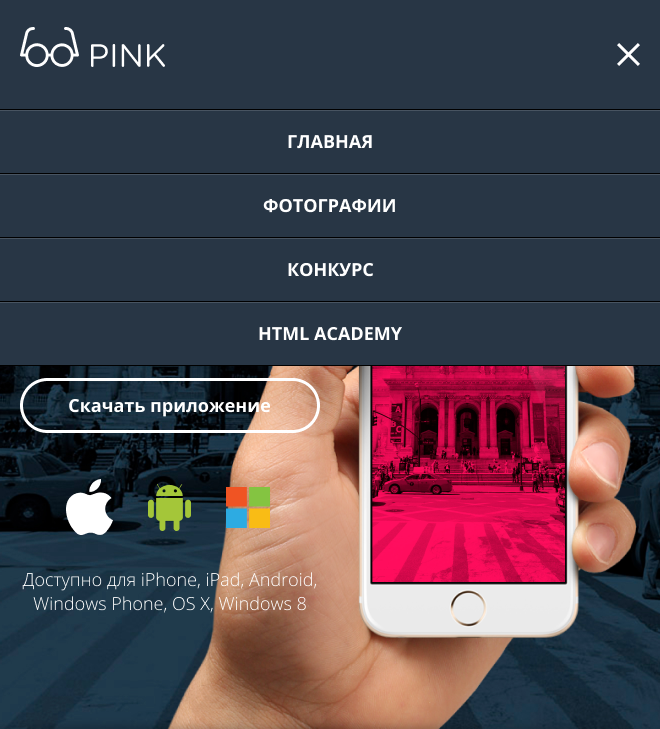 PINK
ГЛАВНАЯ
ФОТОГРАФИИ
КОНКУРС
HTML ACADEMY
Скачать приложение
Доступно для iPhone, iPad, Android,
Windows Phone, OS X, Windows 8